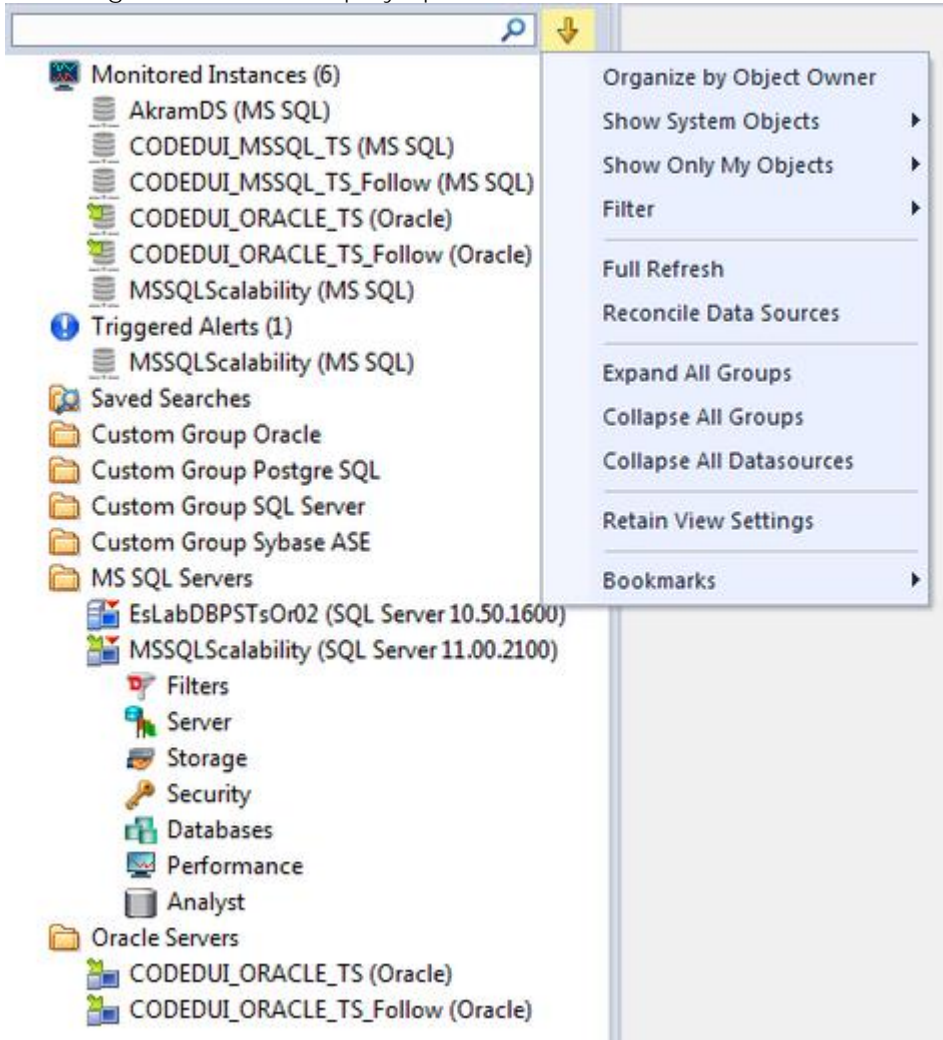 Monitored Instances (6)
AkramDS (MS SQL)
CODEDUI_MSSQL_TS (MS SQL)
CODEDUI_MSSQL_TS_Follow (MS SQL)
CODEDUI_ORACLE_TS (Oracle)
CODEDUI_ORACLE_TS_Follow (Oracle)
MSSQLScalability (MS SQL)
Triggered Alerts (1)
MSSQLScalability (MS SQL)
Saved Searches
Custom Group Oracle
Custom Group Postgre SQL
Custom Group SQL Server
Custom Group Sybase ASE
MS SQL Servers
EsLabDBPSTsOr02 (SQL Server 10.50.1600)
MSSQLScalability (SQL Server 11.00.2100)
Filters
Server
Storage
Security
Databases
Performance
Analyst
Oracle Servers
CODEDUI_ORACLE_TS (Oracle)
CODEDUI_ORACLE_TS_Follow (Oracle)
Organize by Object Owner
Show System Objects
Show Only My Objects
Filter
Full Refresh
Reconcile Data Sources
Expand All Groups
Collapse All Groups
Collapse All Datasources
Retain View Settings
Bookmarks